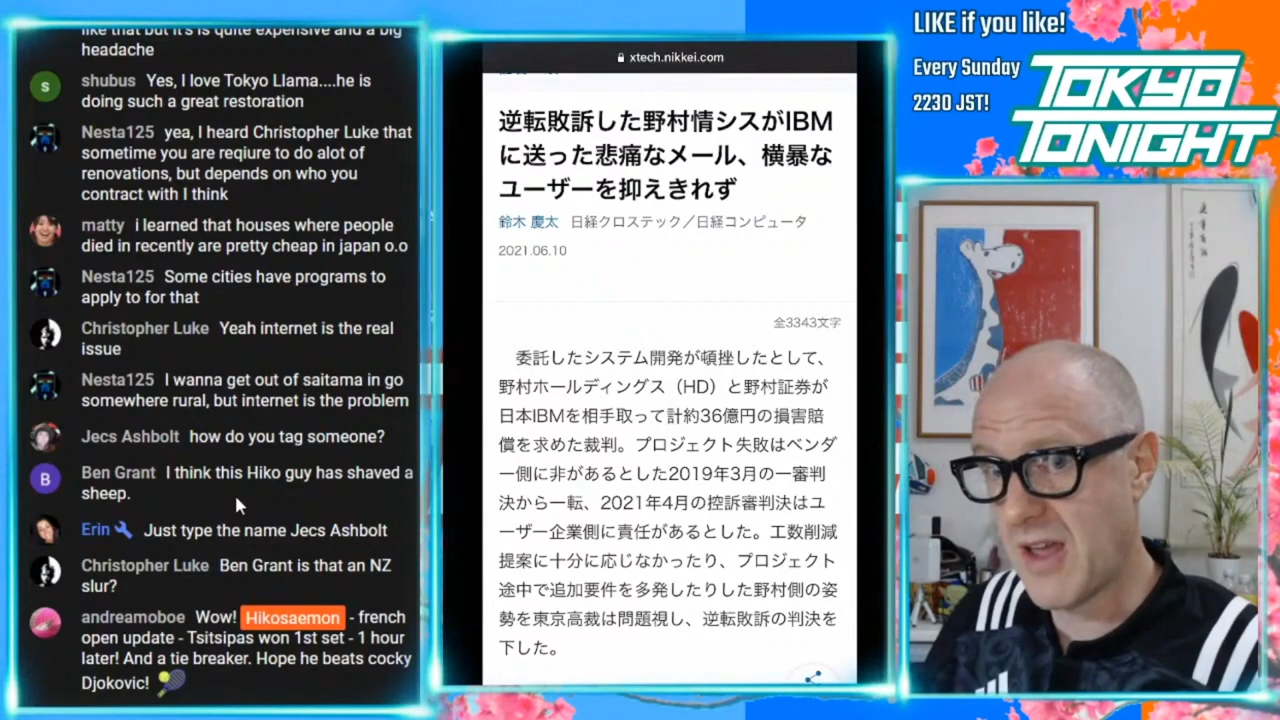 like that but it's is quite expensive and a big
headache
S
shubus Yes, I love Tokyo Llama....he is
doing such a great restoration
Nesta125 yea, I heard Christopher Luke that
sometime you are reqiure to do alot of
renovations, but depends on who you
contract with I think
matty i learned that houses where people
died in recently are pretty cheap in japan o.o
Nesta125 Some cities have programs to
apply to for that
Christopher Luke Yeah internet is the real
issue
Nesta125 I wanna get out of saitama in go
somewhere rural, but internet is the problem
Jecs Ashbolt how do you tag someone?
B
Ben Grant I think this Hiko guy has shaved a
sheep.
Erin Just type the name Jecs Ashbolt
Christopher Luke Ben Grant is that an NZ
slur?
andreamoboe Wow! Hikosaemon - french
open update - Tsitsipas won 1st set - 1 hour
later! And a tie breaker. Hope he beats cocky
Djokovic! 🎾
xtech.nikkei.com
逆転敗訴した野村情シスがIBM
に送った悲痛なメール、横暴な
ユーザーを抑えきれず
鈴木 慶太 日経クロステック／日経コンピュータ
2021.06.10
全3343文字
委託したシステム開発が頓挫したとして、
野村ホールディングス（HD）と野村証券が
日本IBMを相手取って計約36億円の損害賠
償を求めた裁判。プロジェクト失敗はベンダ
ー側に非があるとした2019年3月の一審判
決から一転、2021年4月の控訴審判決はユ
ーザー企業側に責任があるとした。工数削減
提案に十分に応じなかったり、プロジェクト
途中で追加要件を多発したりした野村側の姿
勢を東京高裁は問題視し、逆転敗訴の判決を
下した。
LIKE if you like!
Every Sunday
2230 JST!
TOKYO
TONIGHT